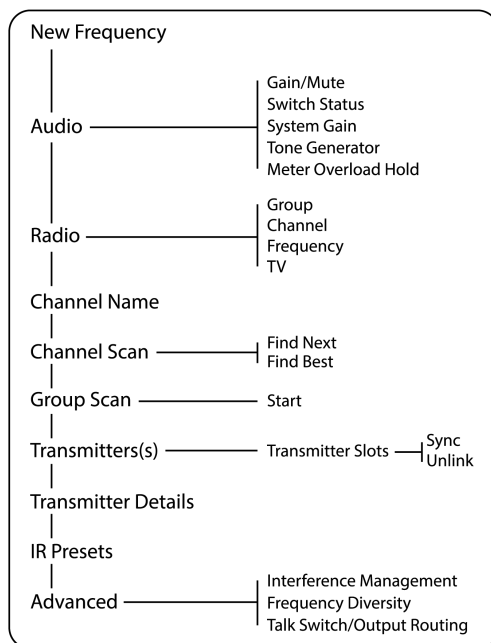 New Frequency
Audio
Gain/Mute
Switch Status
System Gain
Tone Generator
Meter Overload Hold
Radio
Group
Channel
Frequency
TV
Channel Name
Channel Scan
Find Next
Find Best
Group Scan
Start
Transmitters(s)
Transmitter Slots
Sync
Unlink
Transmitter Details
IR Presets
Advanced
Interference Management
Frequency Diversity
Talk Switch/Output Routing